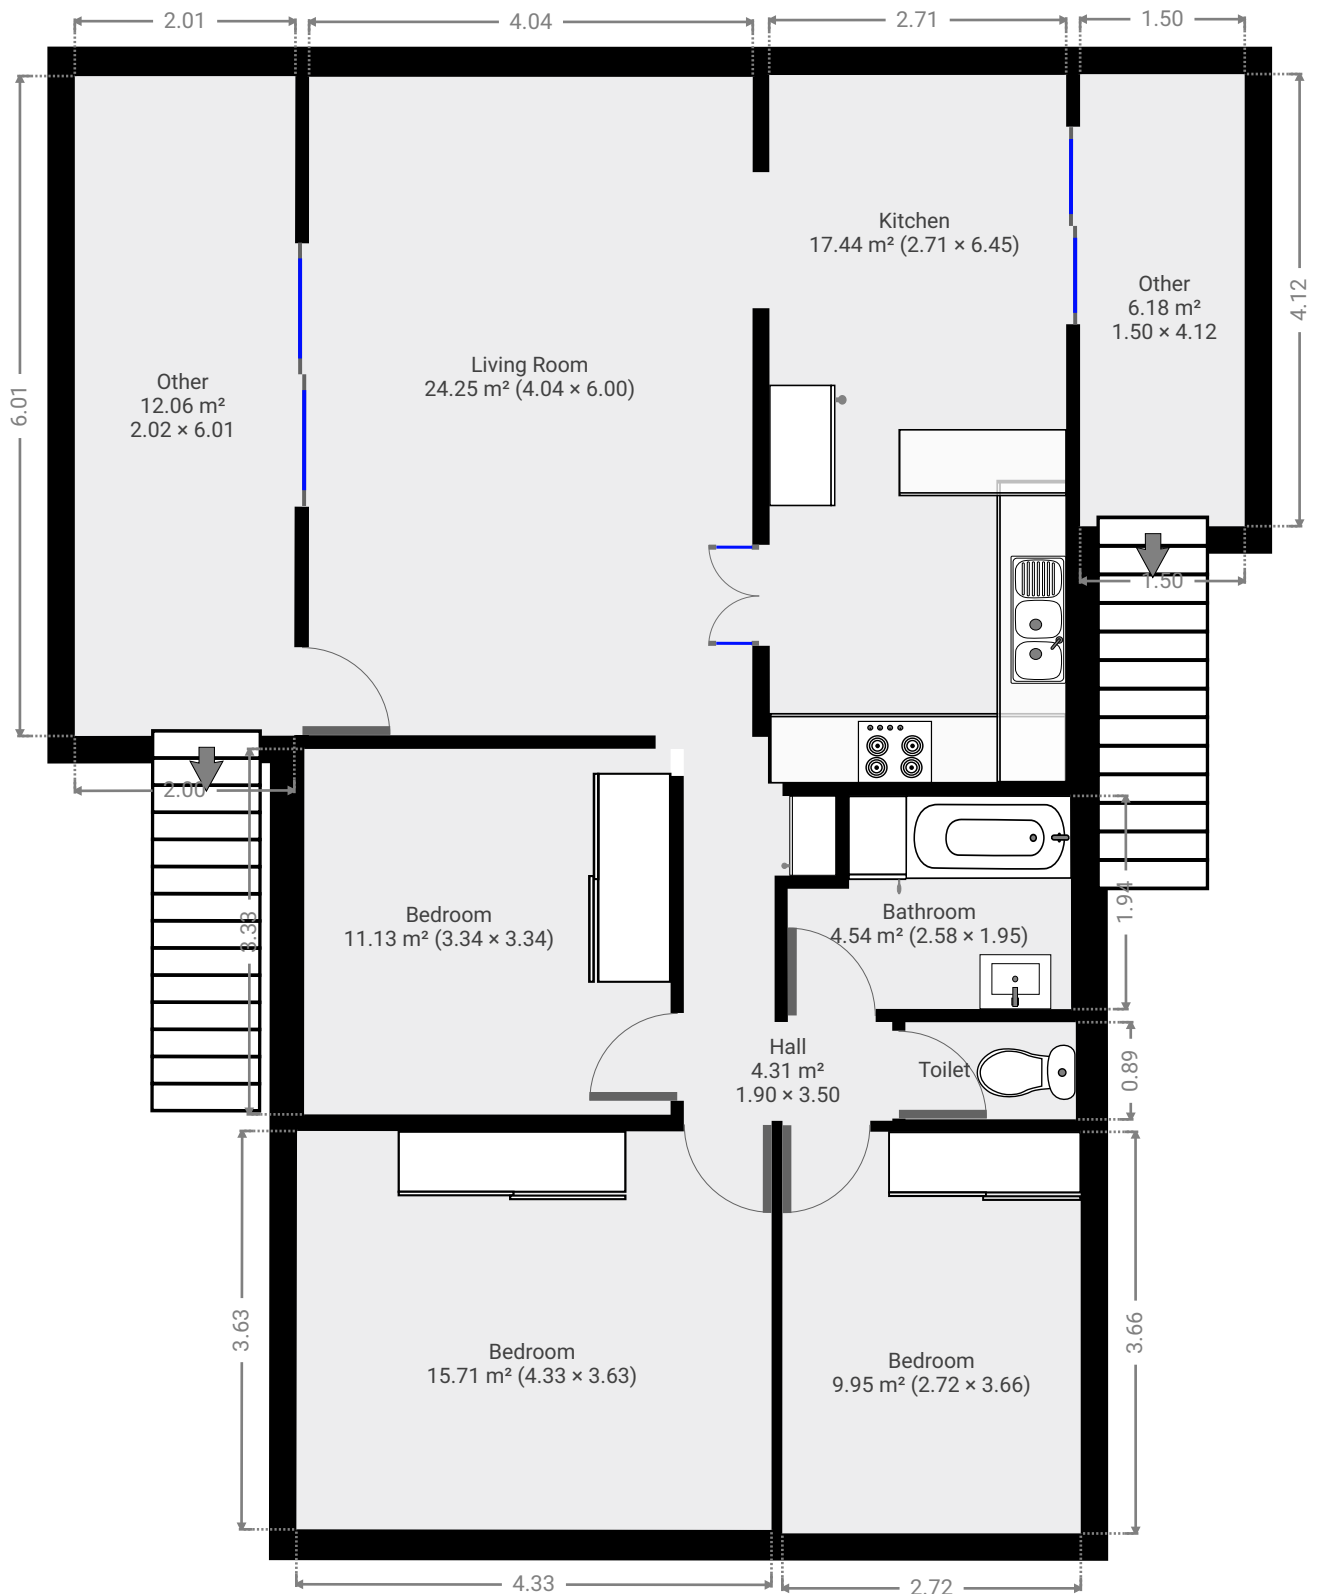 2.01
4.04
2.71
1.50
Kitchen
17.44 m² (2.71 × 6.45)
Other
6.18 m²
1.50 × 4.12
4.12
Living Room
24.25 m² (4.04 × 6.00)
Other
12.06 m²
2.02 × 6.01
6.01
1.50
2.00
Bedroom
11.13 m² (3.34 × 3.34)
3.33
Bathroom
4.54 m² (2.58 × 1.95)
1.94
Hall
4.31 m²
1.90 × 3.50
Toilet
0.89
Bedroom
15.71 m² (4.33 × 3.63)
3.63
Bedroom
9.95 m² (2.72 × 3.66)
3.66
4.33
2.72